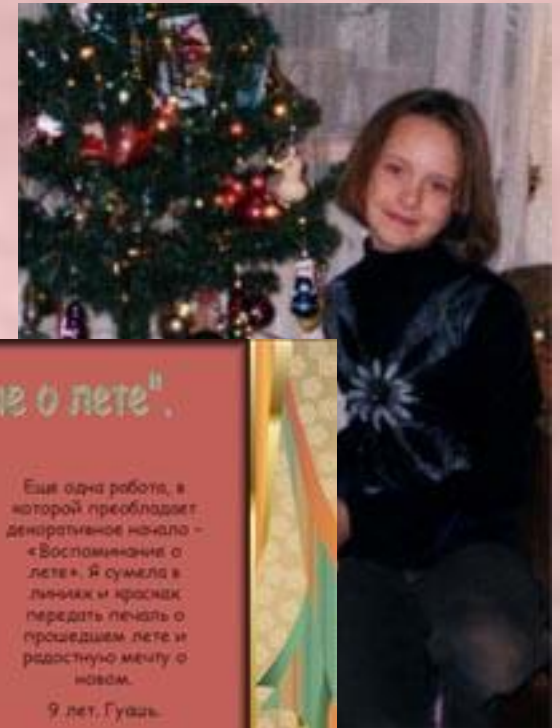 е о лете".
Еще одна работа, в
которой преобладает
декоративное начало –
«Воспоминание о
лете». Я сумела в
линиях и красках
передать печаль о
прошедшем лете и
радостную мечту о
новом.
9 лет. Гуашь.